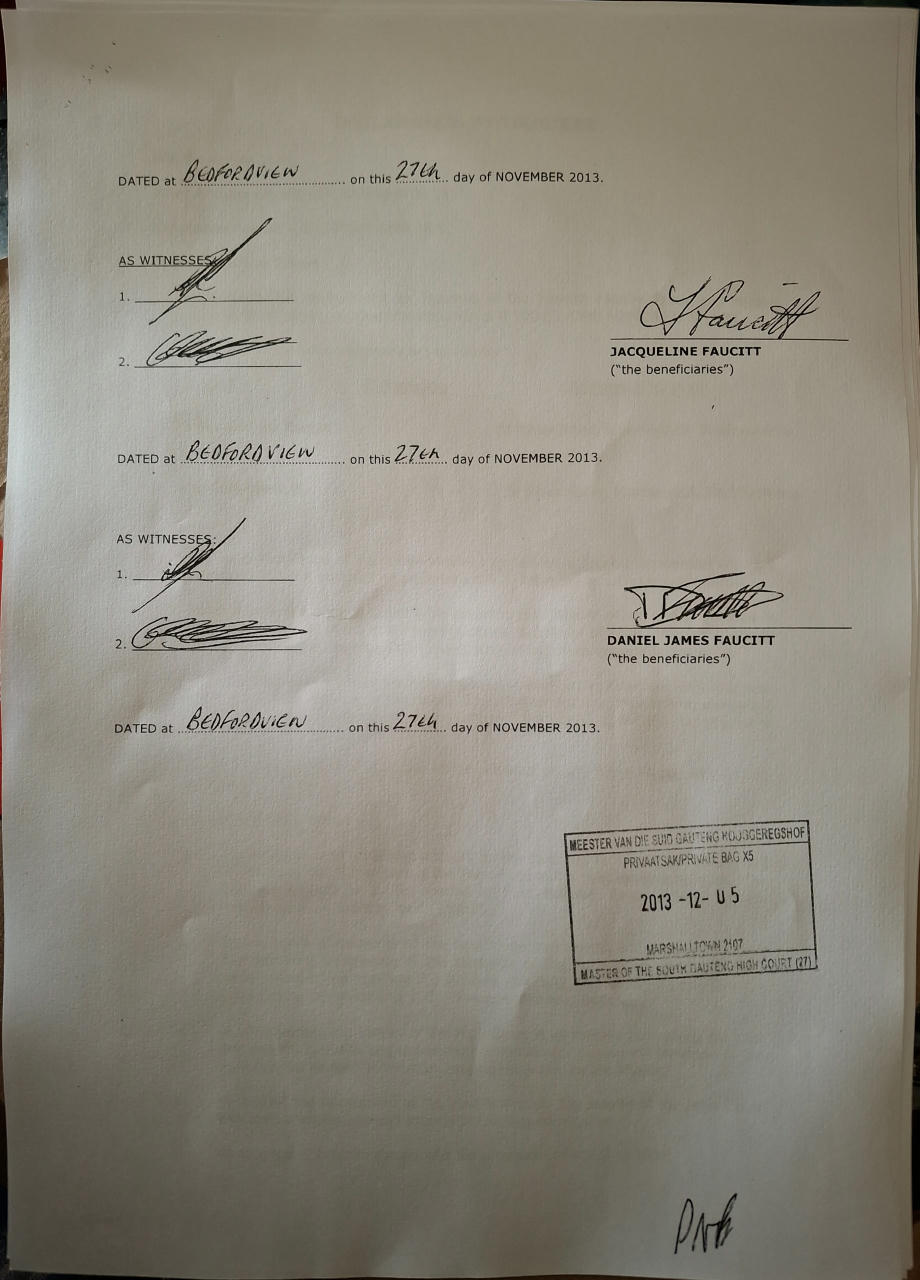 DATED at BEDFORDVIEW on this 27th day of NOVEMBER 2013.
AS WITNESSES:
1.
J Faucitt
JACQUELINE FAUCITT
2.
("the beneficiaries")
DATED at BEDFORDVIEW on this 27th day of NOVEMBER 2013.
AS WITNESSES:
1.
DANIEL JAMES FAUCITT
2.
("the beneficiaries")
DATED at BEDFORDVIEW on this 27th day of NOVEMBER 2013.
MEESTER VAN DIE SUID GAUTENG HOOGGEREGSHOF
PRIVAATSAK/PRIVATE BAG X5
2013 -12- 05
MARSHALLTOWN 2107
MASTER OF THE SOUTH GAUTENG HIGH COURT (27)